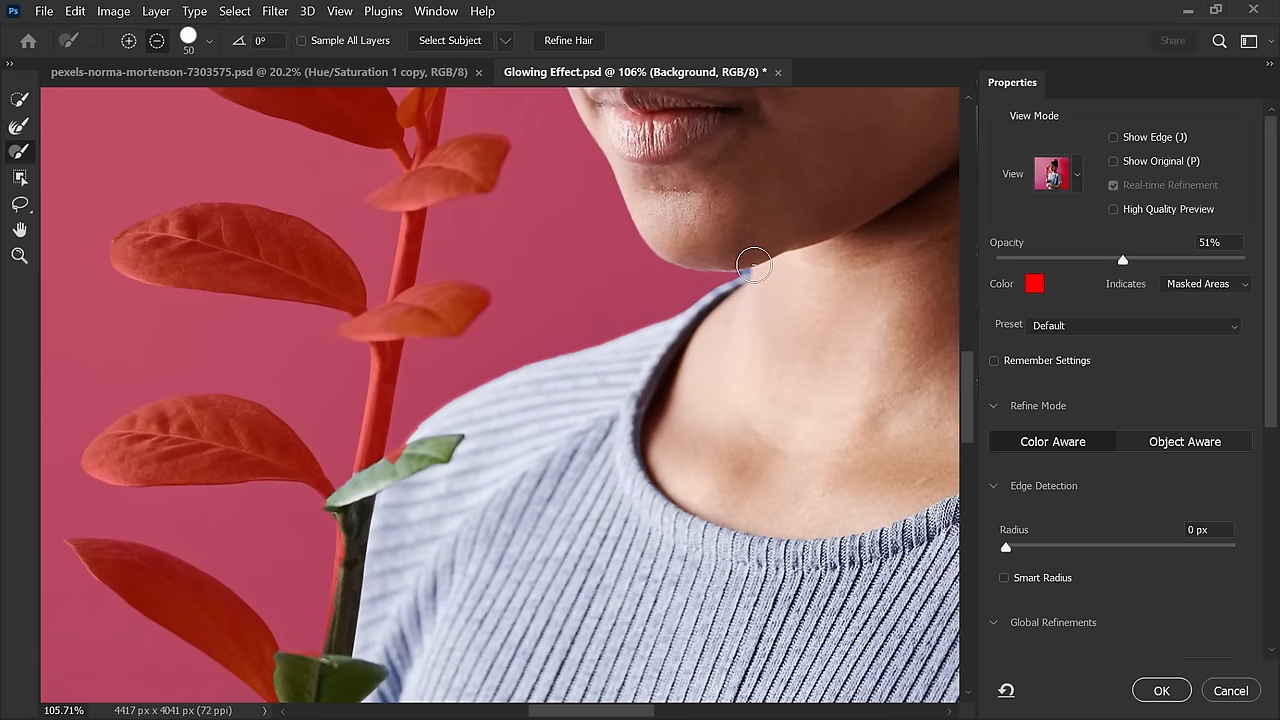 Ps File Edit Image Layer Type Select Filter 3D View Plugins Window Help
50 0° Sample All Layers Select Subject Refine Hair Share
pexels-norma-mortenson-7303575.psd @ 20.2% (Hue/Saturation 1 copy, RGB/8) × Glowing Effect.psd @ 106% (Background, RGB/8) * ×
Properties
View Mode
Show Edge (J)
Show Original (P)
View
Real-time Refinement
High Quality Preview
Opacity 51%
Color Indicates Masked Areas
Preset Default
Remember Settings
Refine Mode
Color Aware Object Aware
Edge Detection
Radius 0 px
Smart Radius
Global Refinements
OK Cancel
105.71% 4417 px x 4041 px (72 ppi)